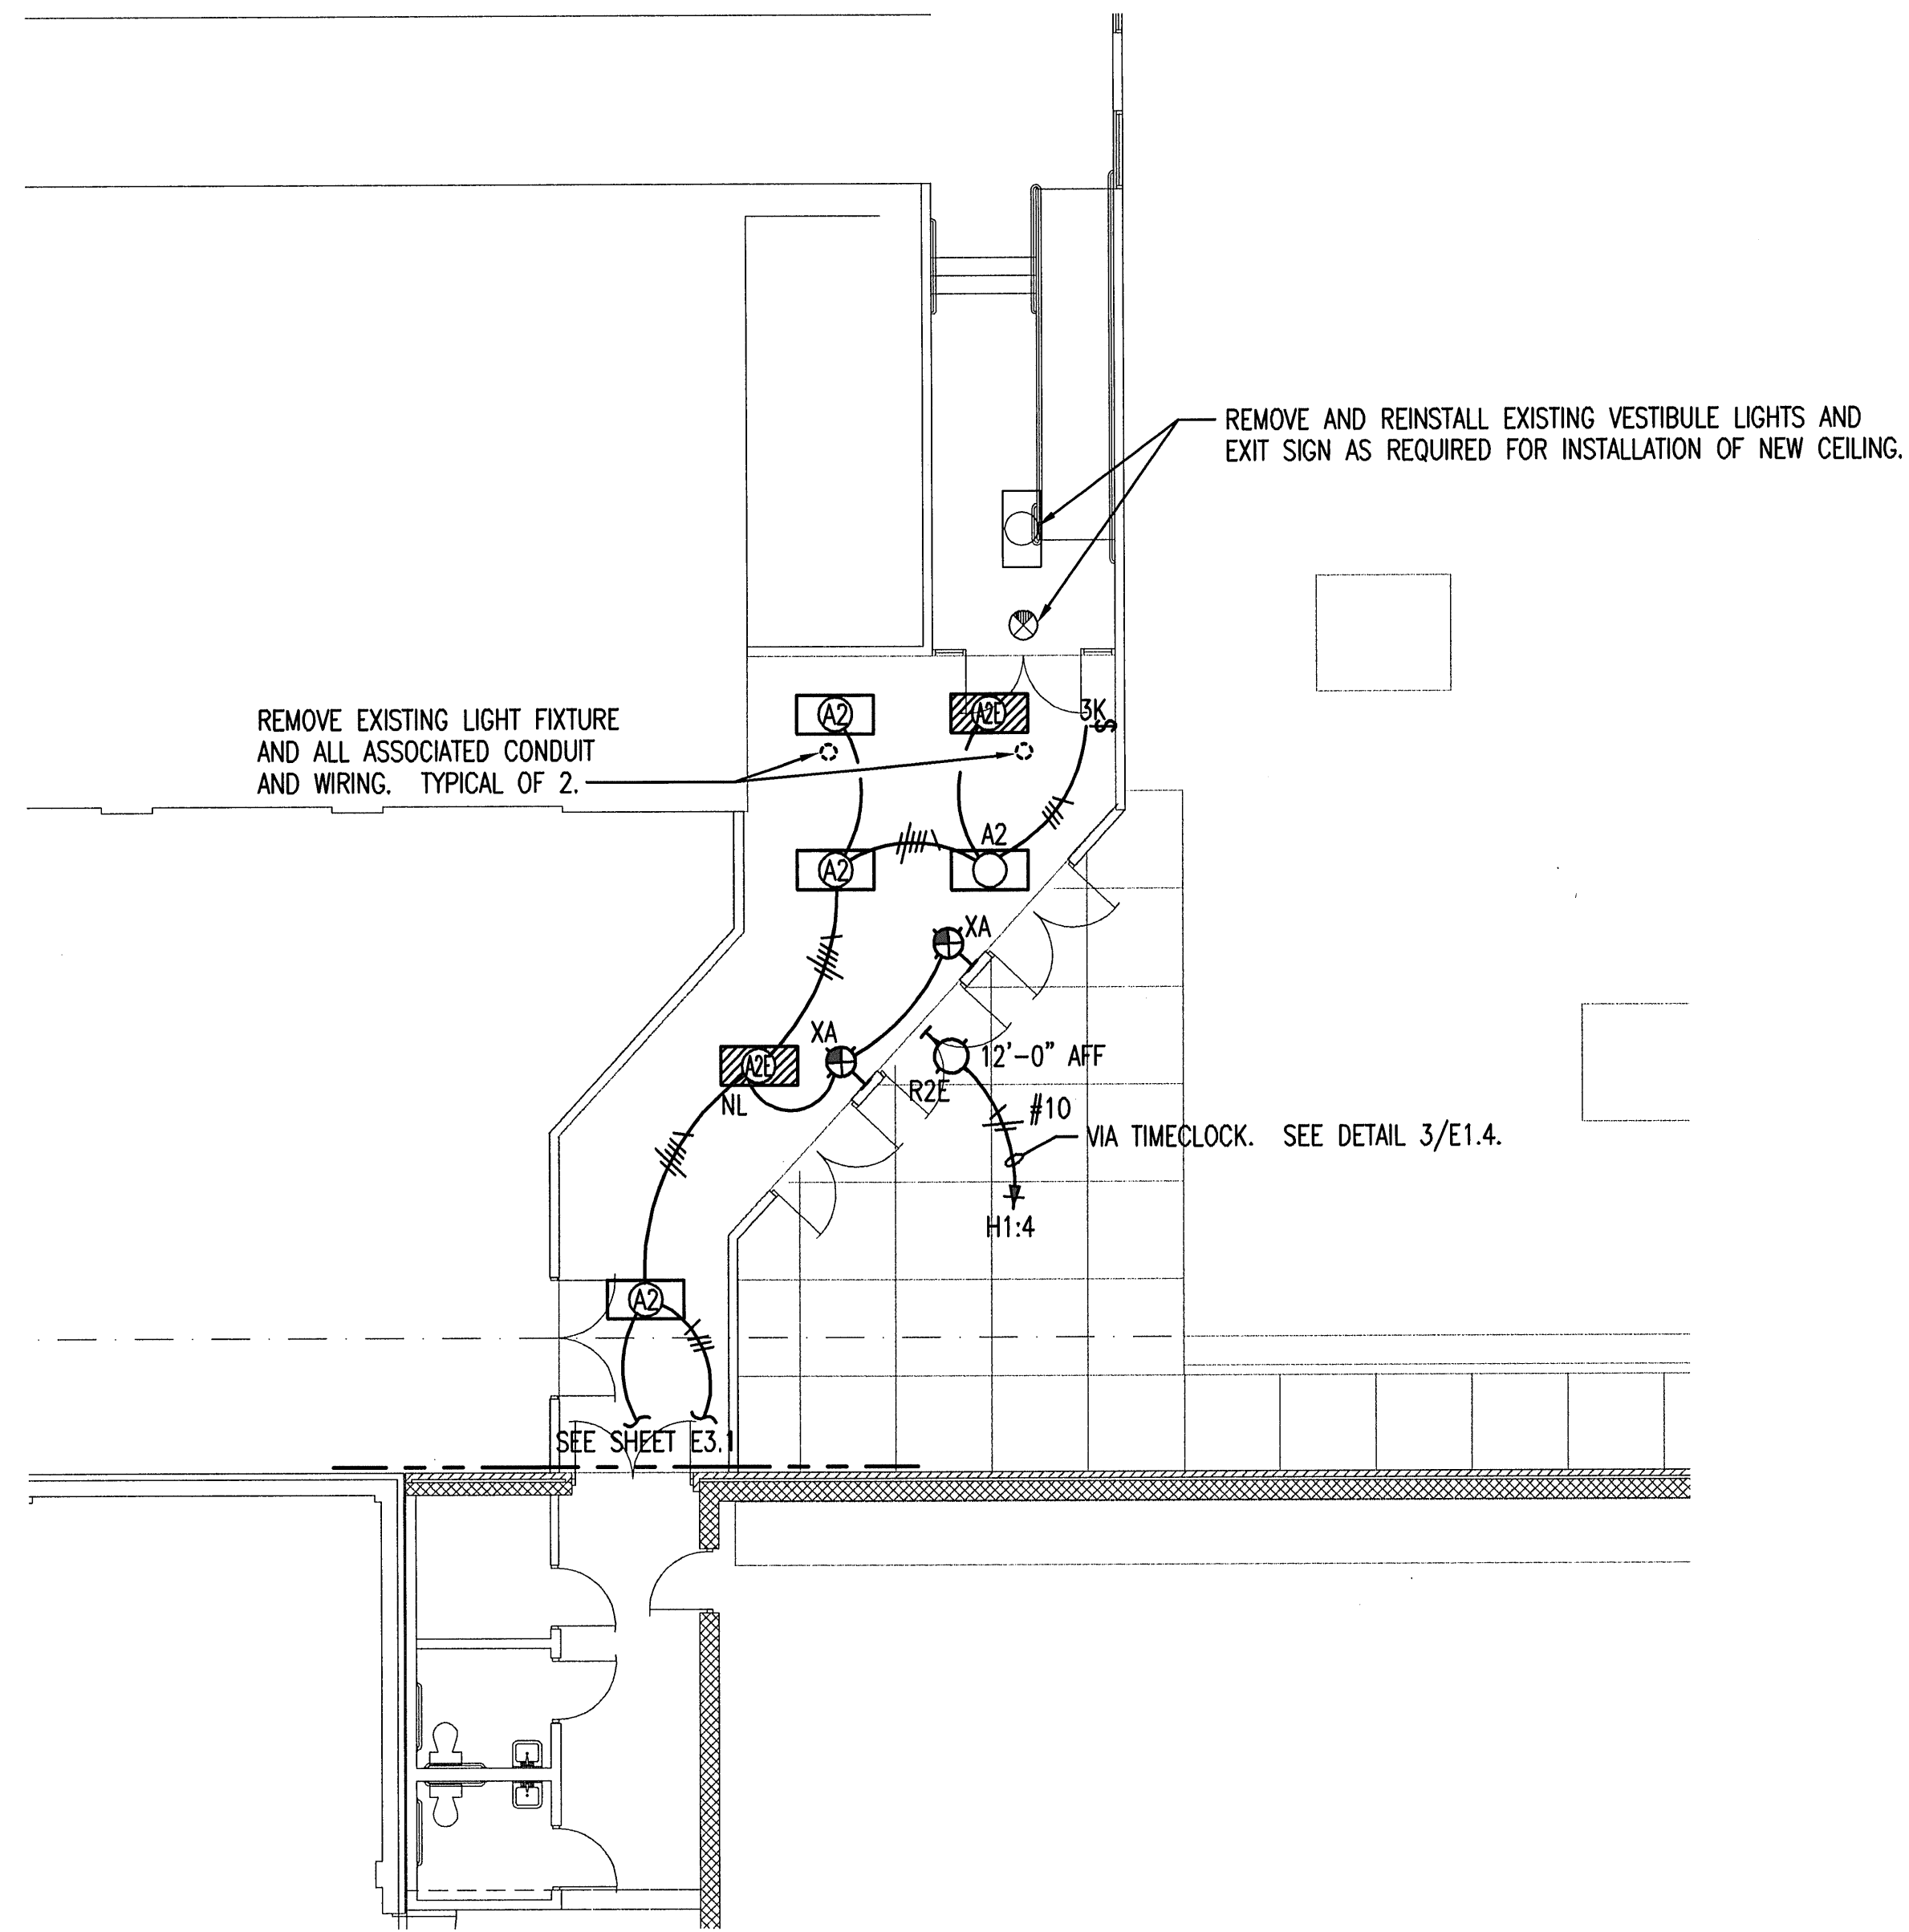 REMOVE AND REINSTALL EXISTING VESTIBULE LIGHTS AND
EXIT SIGN AS REQUIRED FOR INSTALLATION OF NEW CEILING.
REMOVE EXISTING LIGHT FIXTURE
AND ALL ASSOCIATED CONDUIT
AND WIRING. TYPICAL OF 2.
A2
A2E
3K
$
A2
A2
XA
XA
A2E
NL
12'-0" AFF
R2E
#10
VIA TIMECLOCK. SEE DETAIL 3/E1.4.
H1:4
A2
SEE SHEET E3.1